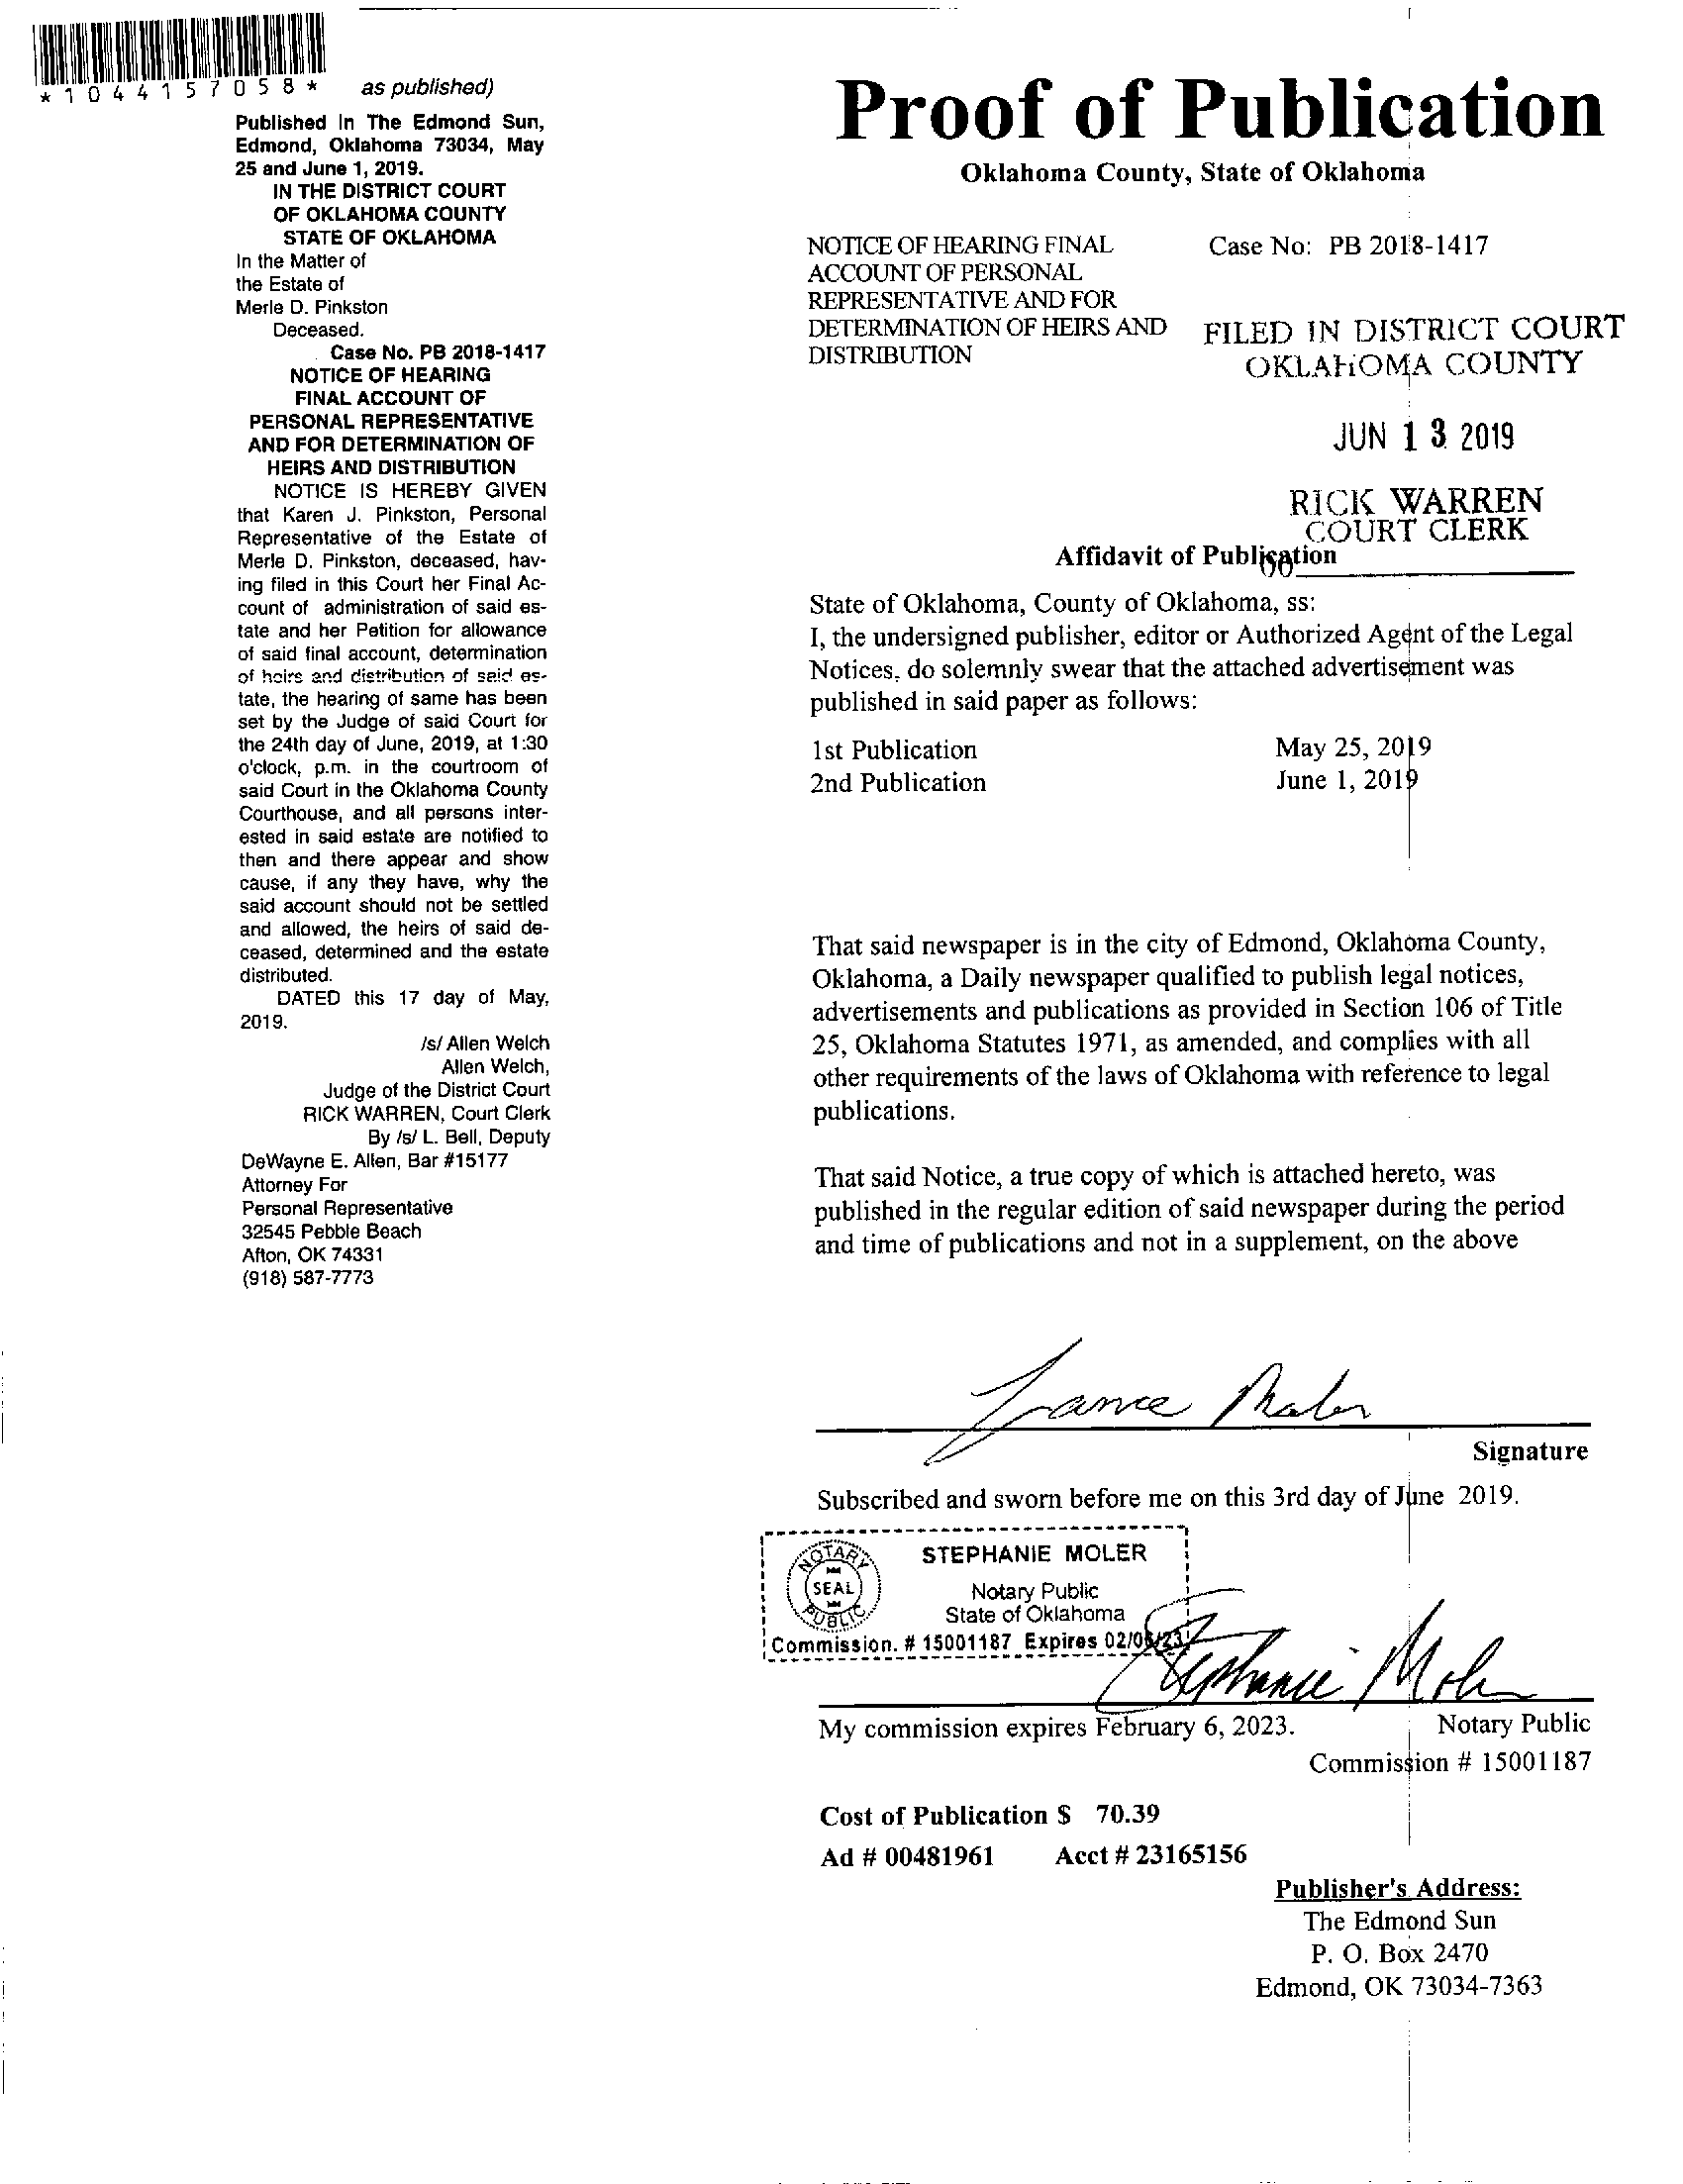 *1044157058*
as published)
Published in The Edmond Sun,
Edmond, Oklahoma 73034, May
25 and June 1, 2019.
IN THE DISTRICT COURT
OF OKLAHOMA COUNTY
STATE OF OKLAHOMA
In the Matter of
the Estate of
Merle D. Pinkston
Deceased.
Case No. PB 2018-1417
NOTICE OF HEARING
FINAL ACCOUNT OF
PERSONAL REPRESENTATIVE
AND FOR DETERMINATION OF
HEIRS AND DISTRIBUTION
NOTICE IS HEREBY GIVEN
that Karen J. Pinkston, Personal
Representative of the Estate of
Merle D. Pinkston, deceased, hav-
ing filed in this Court her Final Ac-
count of administration of said es-
tate and her Petition for allowance
of said final account, determination
of heirs and distribution of said es-
tate, the hearing of same has been
set by the Judge of said Court for
the 24th day of June, 2019, at 1:30
o'clock, p.m. in the courtroom of
said Court in the Oklahoma County
Courthouse, and all persons inter-
ested in said estate are notified to
then and there appear and show
cause, if any they have, why the
said account should not be settled
and allowed, the heirs of said de-
ceased, determined and the estate
distributed.
DATED this 17 day of May,
2019.
/s/ Allen Welch
Allen Welch,
Judge of the District Court
RICK WARREN, Court Clerk
By /s/ L. Bell, Deputy
DeWayne E. Allen, Bar #15177
Attorney For
Personal Representative
32545 Pebble Beach
Afton, OK 74331
(918) 587-7773
Proof of Publication
Oklahoma County, State of Oklahoma
NOTICE OF HEARING FINAL
ACCOUNT OF PERSONAL
REPRESENTATIVE AND FOR
DETERMINATION OF HEIRS AND
DISTRIBUTION
Case No: PB 2018-1417
FILED IN DISTRICT COURT
OKLAHOMA COUNTY
JUN 13 2019
RICK WARREN
COURT CLERK
Affidavit of Publication
State of Oklahoma, County of Oklahoma, ss:
I, the undersigned publisher, editor or Authorized Agent of the Legal
Notices, do solemnly swear that the attached advertisement was
published in said paper as follows:
1st Publication May 25, 2019
2nd Publication June 1, 2019
That said newspaper is in the city of Edmond, Oklahoma County,
Oklahoma, a Daily newspaper qualified to publish legal notices,
advertisements and publications as provided in Section 106 of Title
25, Oklahoma Statutes 1971, as amended, and complies with all
other requirements of the laws of Oklahoma with reference to legal
publications.
That said Notice, a true copy of which is attached hereto, was
published in the regular edition of said newspaper during the period
and time of publications and not in a supplement, on the above
Lance Moler
Signature
Subscribed and sworn before me on this 3rd day of June 2019.
NOTARY
SEAL
PUBLIC
STEPHANIE MOLER
Notary Public
State of Oklahoma
Commission. # 15001187 Expires 02/06/23
Stephanie Moler
My commission expires February 6, 2023. Notary Public
Commission # 15001187
Cost of Publication $ 70.39
Ad # 00481961 Acct # 23165156
Publisher's Address:
The Edmond Sun
P. O. Box 2470
Edmond, OK 73034-7363